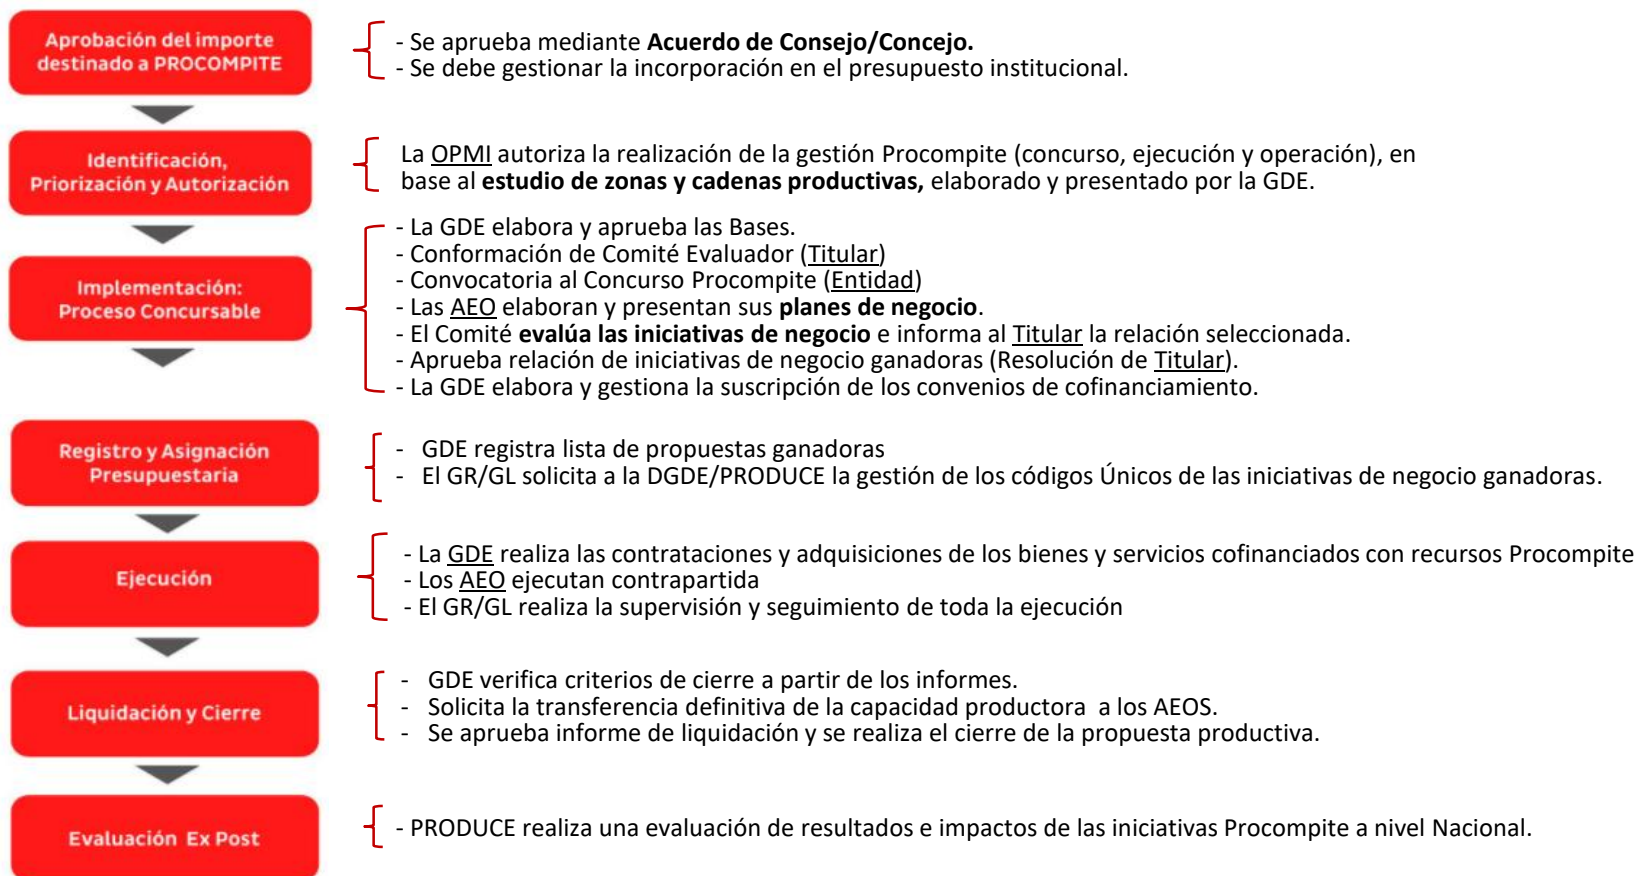 Aprobación del importe
destinado a PROCOMPITE
- Se aprueba mediante Acuerdo de Consejo/Concejo.
- Se debe gestionar la incorporación en el presupuesto institucional.
Identificación,
Priorización y Autorización
La OPMI autoriza la realización de la gestión Procompite (concurso, ejecución y operación), en
base al estudio de zonas y cadenas productivas, elaborado y presentado por la GDE.
Implementación:
Proceso Concursable
- La GDE elabora y aprueba las Bases.
- Conformación de Comité Evaluador (Titular)
- Convocatoria al Concurso Procompite (Entidad)
- Las AEO elaboran y presentan sus planes de negocio.
- El Comité evalúa las iniciativas de negocio e informa al Titular la relación seleccionada.
- Aprueba relación de iniciativas de negocio ganadoras (Resolución de Titular).
- La GDE elabora y gestiona la suscripción de los convenios de cofinanciamiento.
Registro y Asignación
Presupuestaria
- GDE registra lista de propuestas ganadoras
- El GR/GL solicita a la DGDE/PRODUCE la gestión de los códigos Únicos de las iniciativas de negocio ganadoras.
Ejecución
- La GDE realiza las contrataciones y adquisiciones de los bienes y servicios cofinanciados con recursos Procompite
- Los AEO ejecutan contrapartida
- El GR/GL realiza la supervisión y seguimiento de toda la ejecución
Liquidación y Cierre
- GDE verifica criterios de cierre a partir de los informes.
- Solicita la transferencia definitiva de la capacidad productora a los AEOS.
- Se aprueba informe de liquidación y se realiza el cierre de la propuesta productiva.
Evaluación Ex Post
- PRODUCE realiza una evaluación de resultados e impactos de las iniciativas Procompite a nivel Nacional.